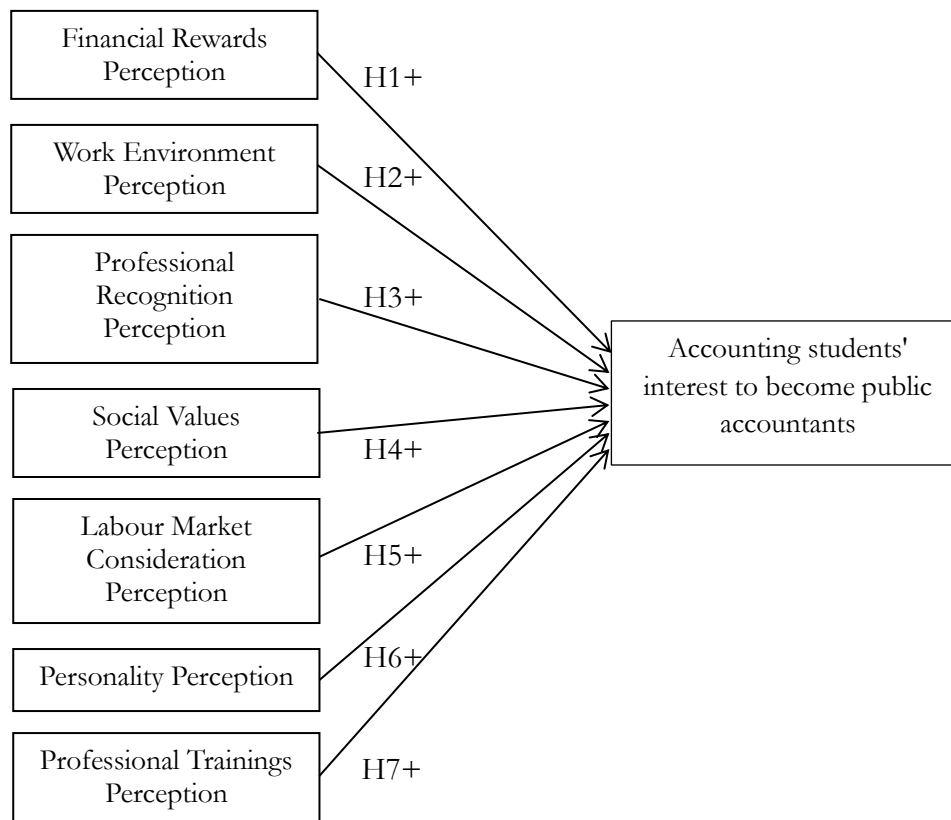 Financial Rewards
Perception
H1+
Work Environment
Perception
H2+
Professional
Recognition
Perception
H3+
Social Values
Perception
H4+
Labour Market
Consideration
Perception
H5+
Personality Perception
H6+
Professional Trainings
Perception
H7+
Accounting students'
interest to become public
accountants